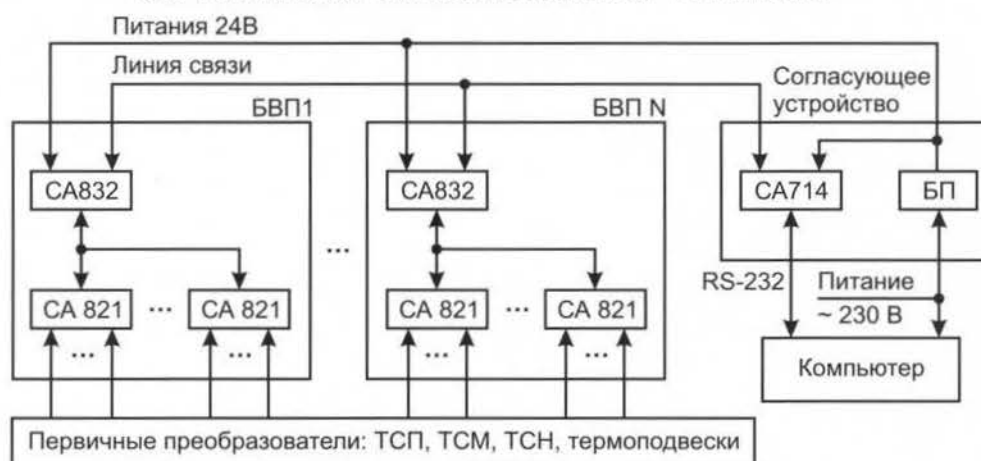 Питания 24В
Линия связи
Согласующее
устройство
БВП1
БВП N
СА832
СА832
СА714
БП
...
СА 821 ... СА 821
СА 821 ... СА 821
... ...
... ...
RS-232
Питание
~ 230 В
Компьютер
Первичные преобразователи: ТСП, ТСМ, ТСН, термоподвески